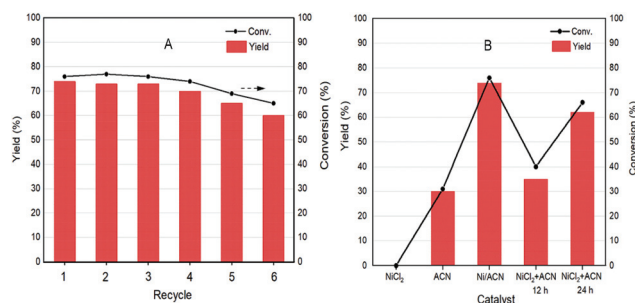 A
Conv.
Yield
100
90
80
70
60
50
40
30
20
10
0
Yield (%)
100
90
80
70
60
50
40
30
20
10
0
Conversion (%)
1 2 3 4 5 6
Recycle
B
Conv.
Yield
100
90
80
70
60
50
40
30
20
10
0
Yield (%)
100
90
80
70
60
50
40
30
20
10
0
Conversion (%)
NiCl₂ ACN Ni/ACN NiCl₂+ACN NiCl₂+ACN
12 h 24 h
Catalyst